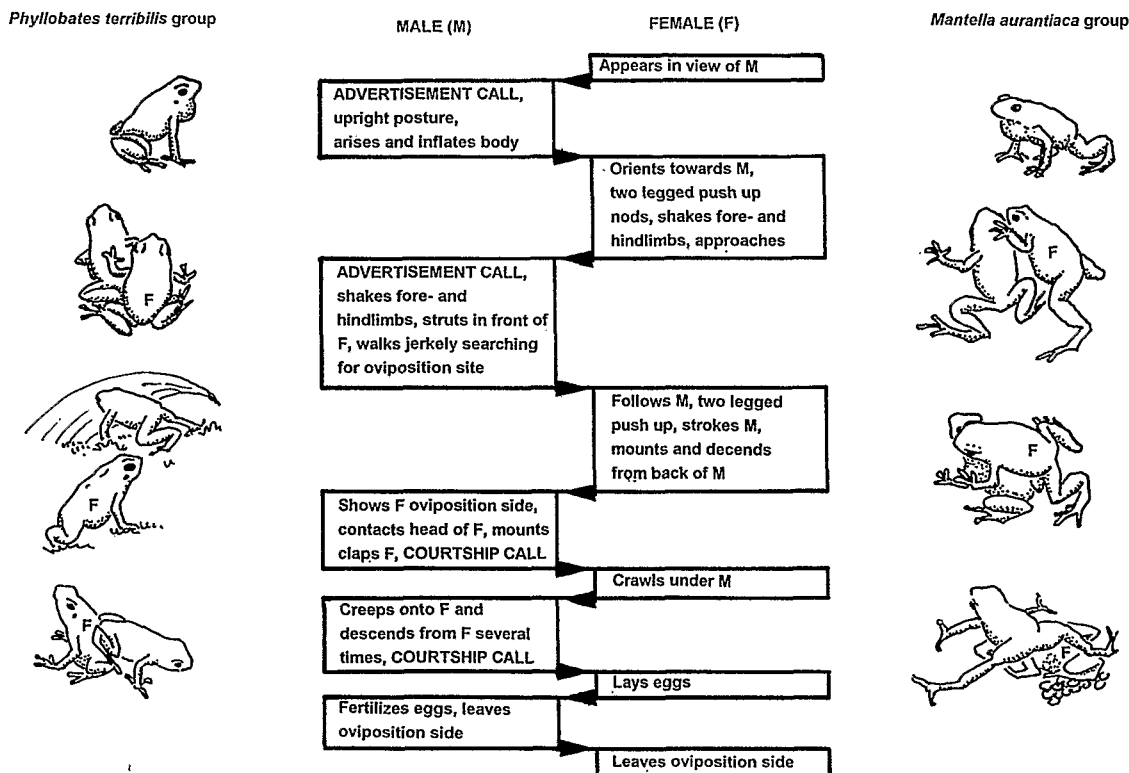 Phyllobates terribilis group
MALE (M)
FEMALE (F)
Mantella aurantiaca group
Appears in view of M
ADVERTISEMENT CALL,
upright posture,
arises and inflates body
Orients towards M,
two legged push up
nods, shakes fore- and
hindlimbs, approaches
ADVERTISEMENT CALL,
shakes fore- and
hindlimbs, struts in front of
F, walks jerkely searching
for oviposition site
Follows M, two legged
push up, strokes M,
mounts and decends
from back of M
Shows F oviposition side,
contacts head of F, mounts
claps F, COURTSHIP CALL
Crawls under M
Creeps onto F and
descends from F several
times, COURTSHIP CALL
Lays eggs
Fertilizes eggs, leaves
oviposition side
Leaves oviposition side
F
F
F
F
F
F